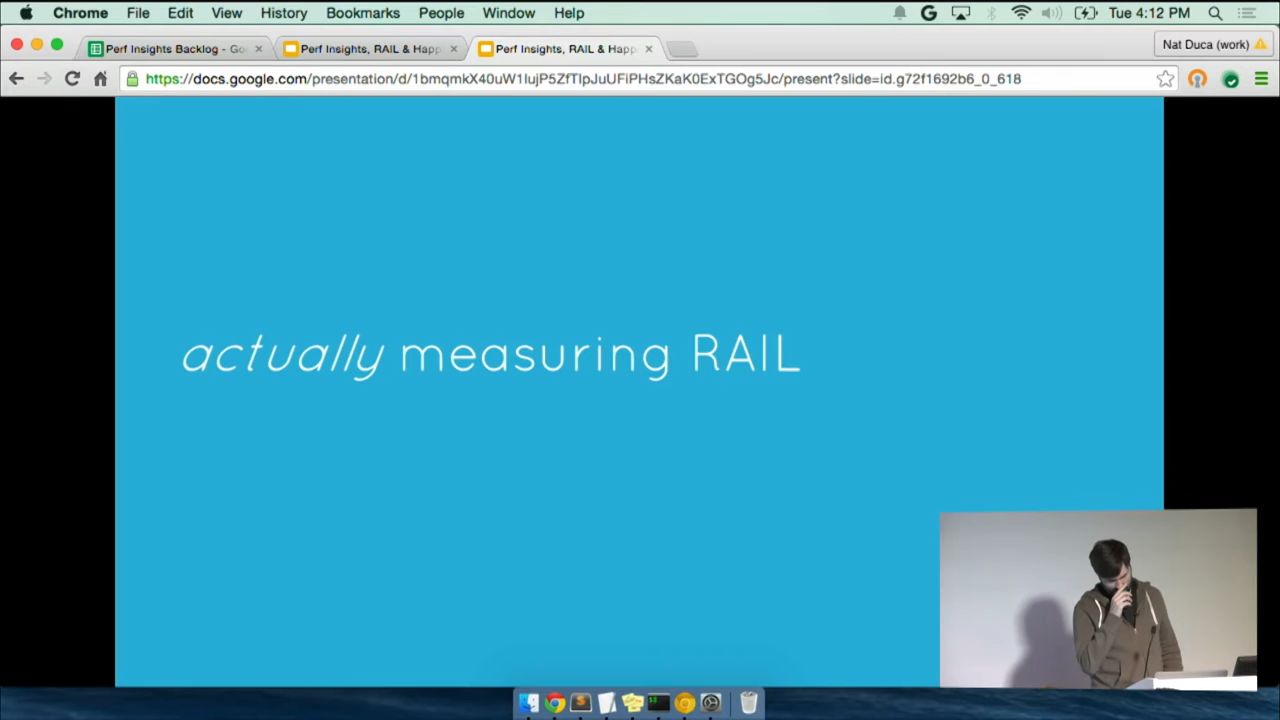 Chrome File Edit View History Bookmarks People Window Help Tue 4:12 PM
Perf Insights Backlog - Go
Perf Insights, RAIL & Happ
Perf Insights, RAIL & Happ
Nat Duca (work)
https://docs.google.com/presentation/d/1bmqmkX40uW1IujP5ZfTIpJuUFiPHsZKaK0ExTGOg5Jc/present?slide=id.g72f1692b6_0_618
actually measuring RAIL